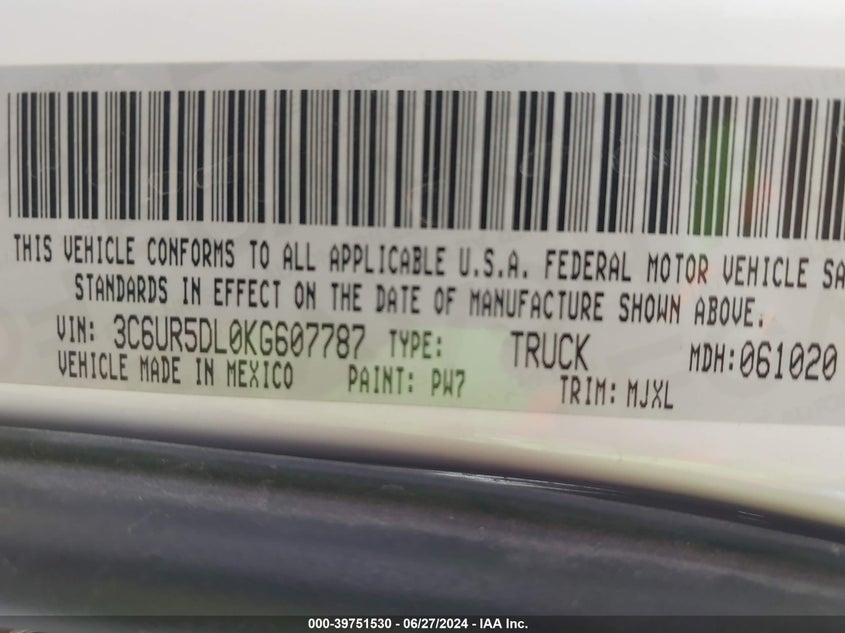 THIS VEHICLE CONFORMS TO ALL APPLICABLE U.S.A. FEDERAL MOTOR VEHICLE SA
STANDARDS IN EFFECT ON THE DATE OF MANUFACTURE SHOWN ABOVE.
VIN: 3C6UR5DL0KG607787 TYPE: TRUCK MDH:061020
VEHICLE MADE IN MEXICO PAINT: PW7 TRIM: MJXL
000-39751530 - 06/27/2024 - IAA Inc.